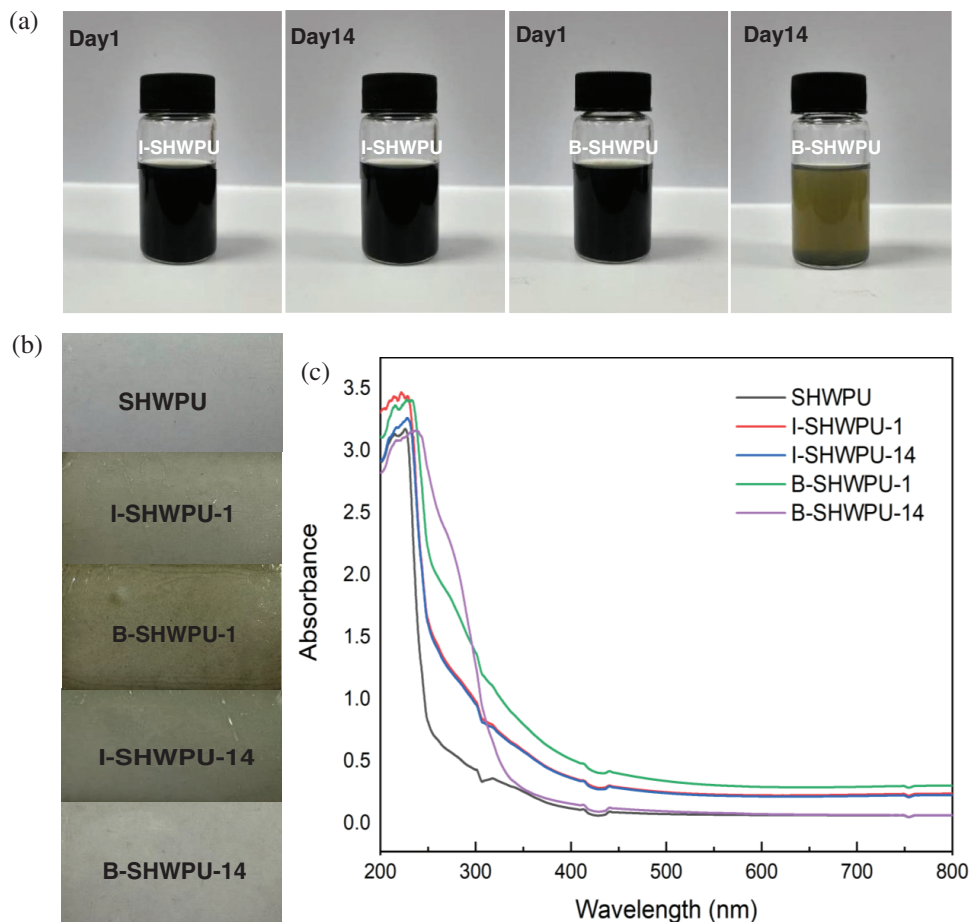 (a)
Day1
I-SHWPU
Day14
I-SHWPU
Day1
B-SHWPU
Day14
B-SHWPU
(b)
SHWPU
I-SHWPU-1
B-SHWPU-1
I-SHWPU-14
B-SHWPU-14
(c)
3.5
3.0
2.5
2.0
1.5
1.0
0.5
0.0
Absorbance
SHWPU
I-SHWPU-1
I-SHWPU-14
B-SHWPU-1
B-SHWPU-14
200 300 400 500 600 700 800
Wavelength (nm)